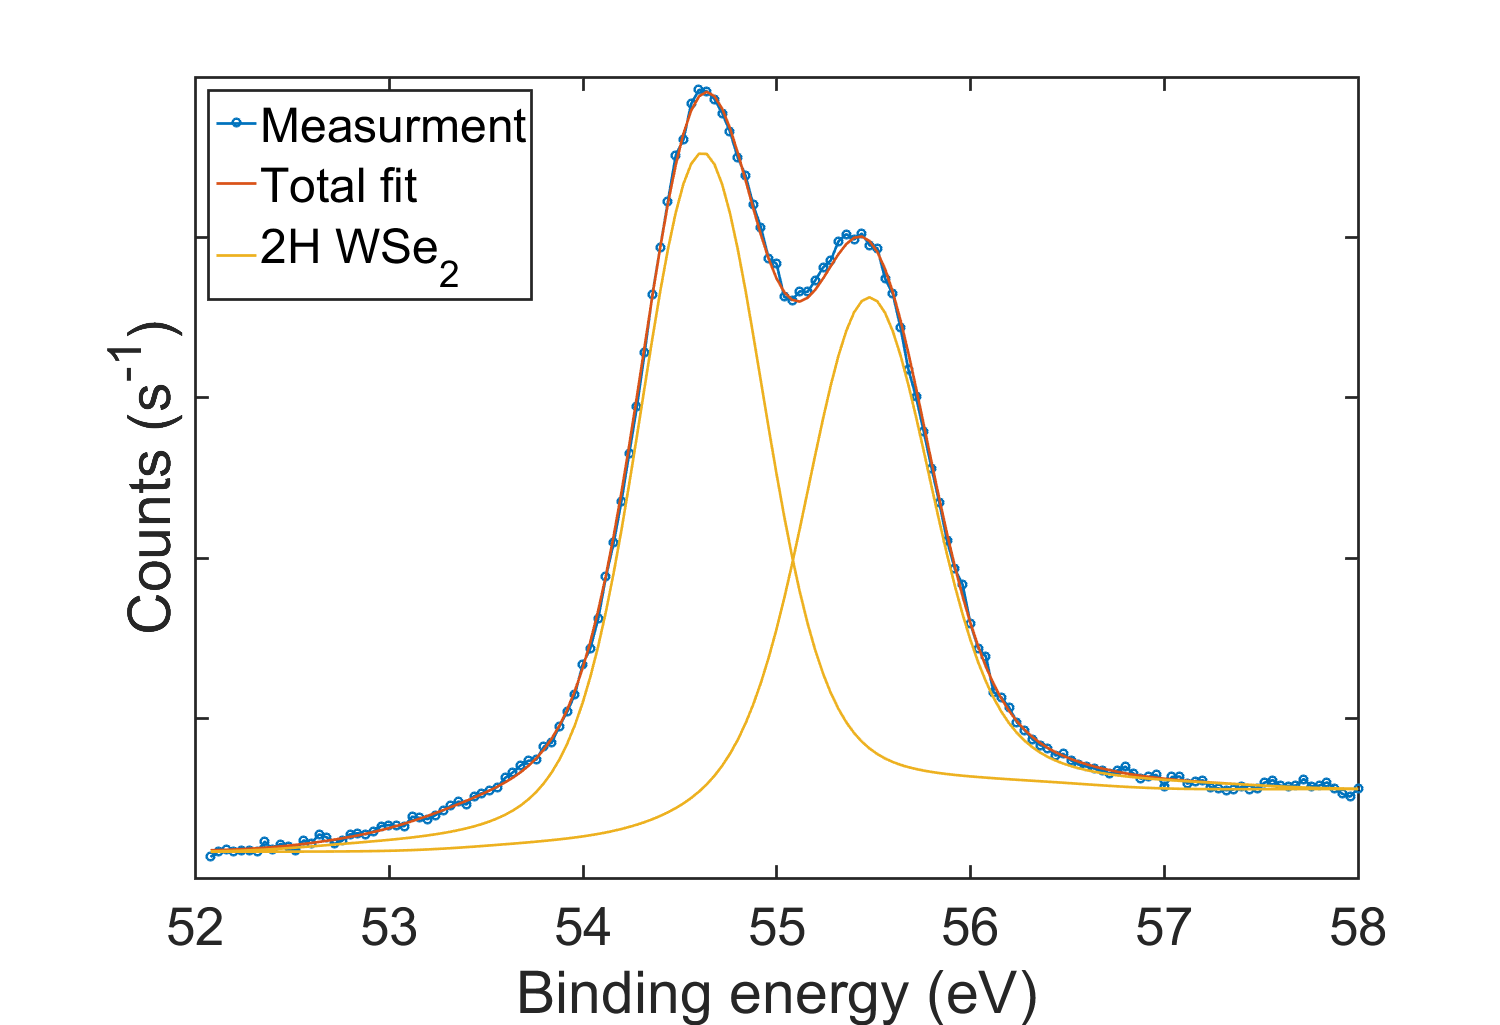 Measurment
Total fit
2H WSe₂
Counts (s⁻¹)
52 53 54 55 56 57 58
Binding energy (eV)